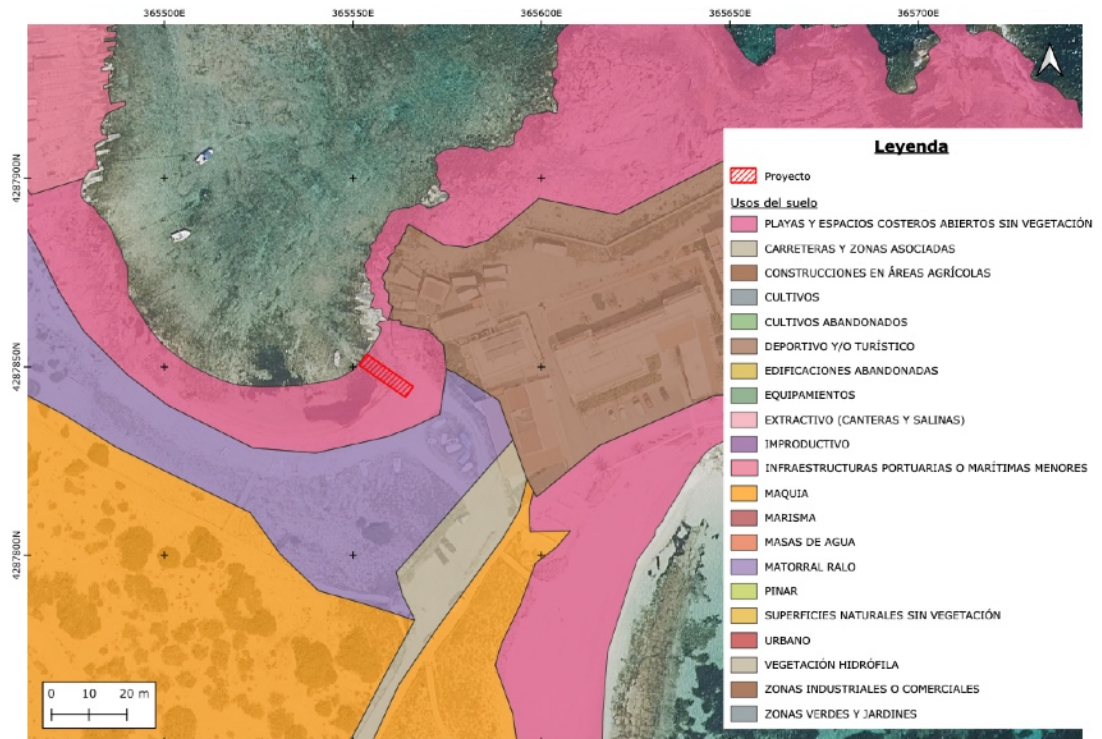 365500E 365550E 365600E 365650E 365700E
4287900N
4287850N
4287800N
Leyenda
Proyecto
Usos del suelo
PLAYAS Y ESPACIOS COSTEROS ABIERTOS SIN VEGETACIÓN
CARRETERAS Y ZONAS ASOCIADAS
CONSTRUCCIONES EN ÁREAS AGRÍCOLAS
CULTIVOS
CULTIVOS ABANDONADOS
DEPORTIVO Y/O TURÍSTICO
EDIFICACIONES ABANDONADAS
EQUIPAMIENTOS
EXTRACTIVO (CANTERAS Y SALINAS)
IMPRODUCTIVO
INFRAESTRUCTURAS PORTUARIAS O MARÍTIMAS MENORES
MAQUIA
MARISMA
MASAS DE AGUA
MATORRAL RALO
PINAR
SUPERFICIES NATURALES SIN VEGETACIÓN
URBANO
VEGETACIÓN HIDRÓFILA
ZONAS INDUSTRIALES O COMERCIALES
ZONAS VERDES Y JARDINES
0 10 20 m